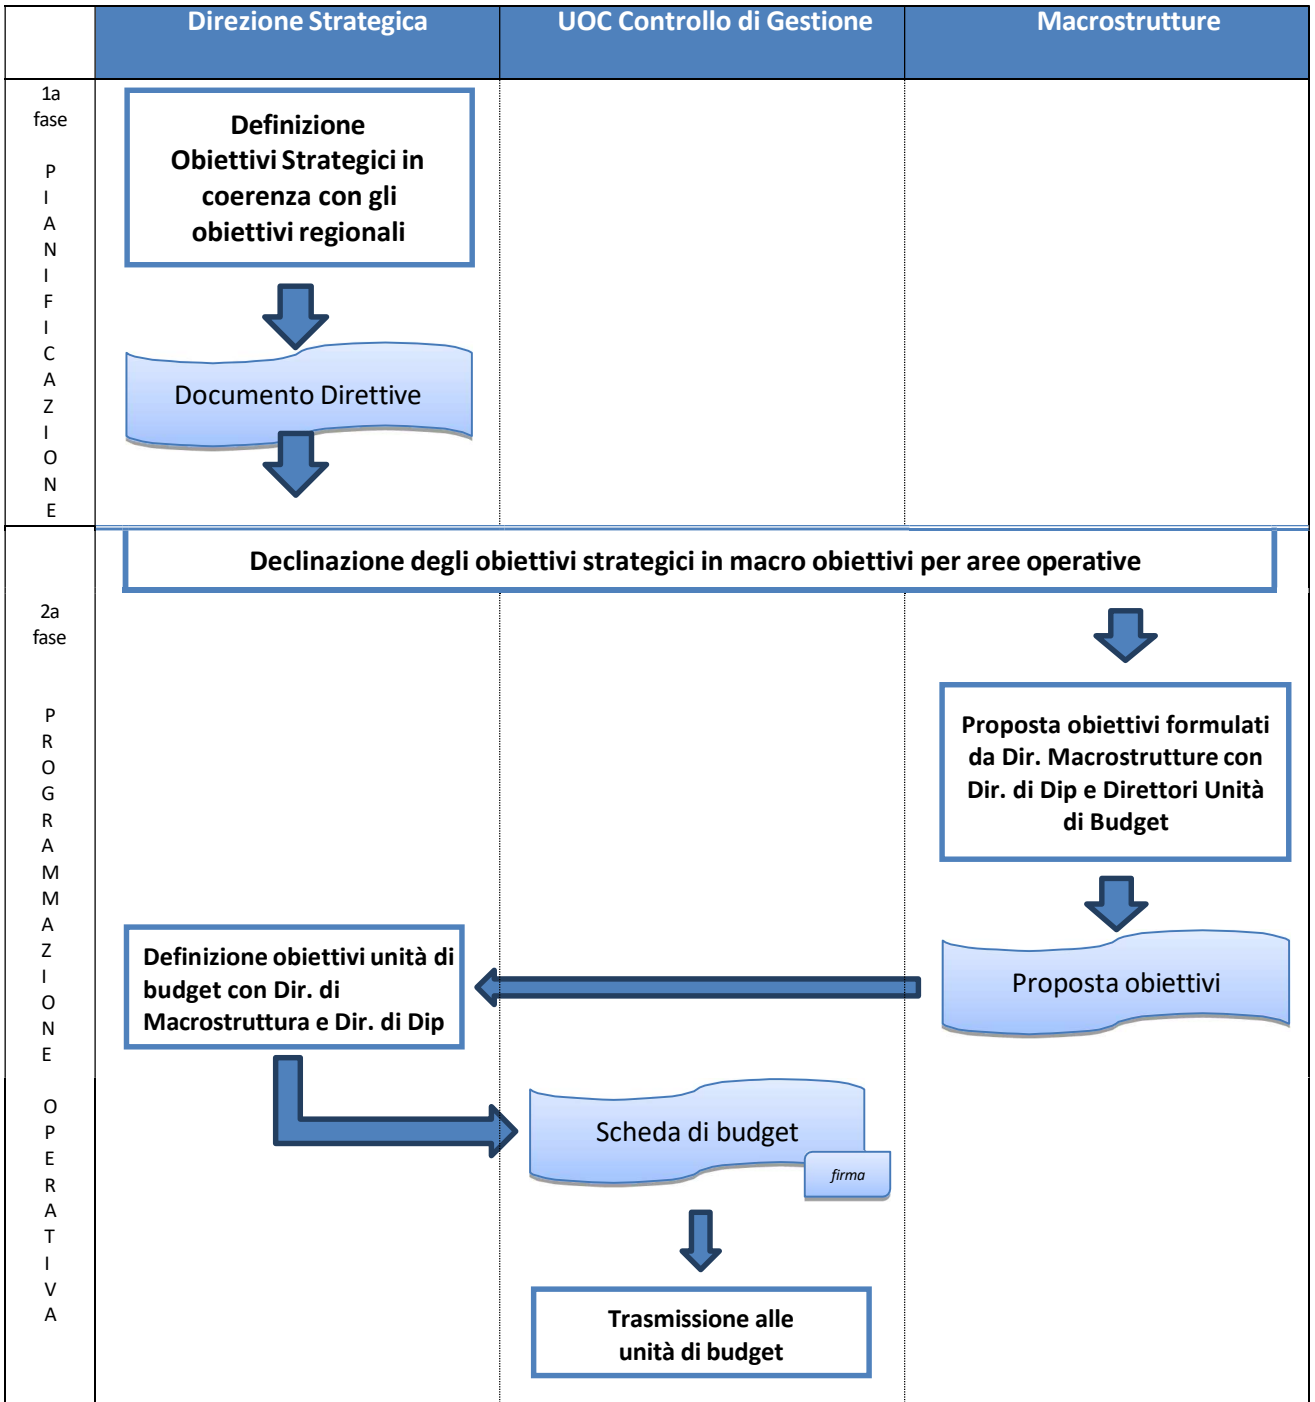 Direzione Strategica
UOC Controllo di Gestione
Macrostrutture
1a
fase
P
I
A
N
I
F
I
C
A
Z
I
O
N
E
Definizione
Obiettivi Strategici in
coerenza con gli
obiettivi regionali
Documento Direttive
Declinazione degli obiettivi strategici in macro obiettivi per aree operative
2a
fase
P
R
O
G
R
A
M
M
A
Z
I
O
N
E
O
P
E
R
A
T
I
V
A
Proposta obiettivi formulati
da Dir. Macrostrutture con
Dir. di Dip e Direttori Unità
di Budget
Proposta obiettivi
Definizione obiettivi unità di
budget con Dir. di
Macrostruttura e Dir. di Dip
Scheda di budget
firma
Trasmissione alle
unità di budget